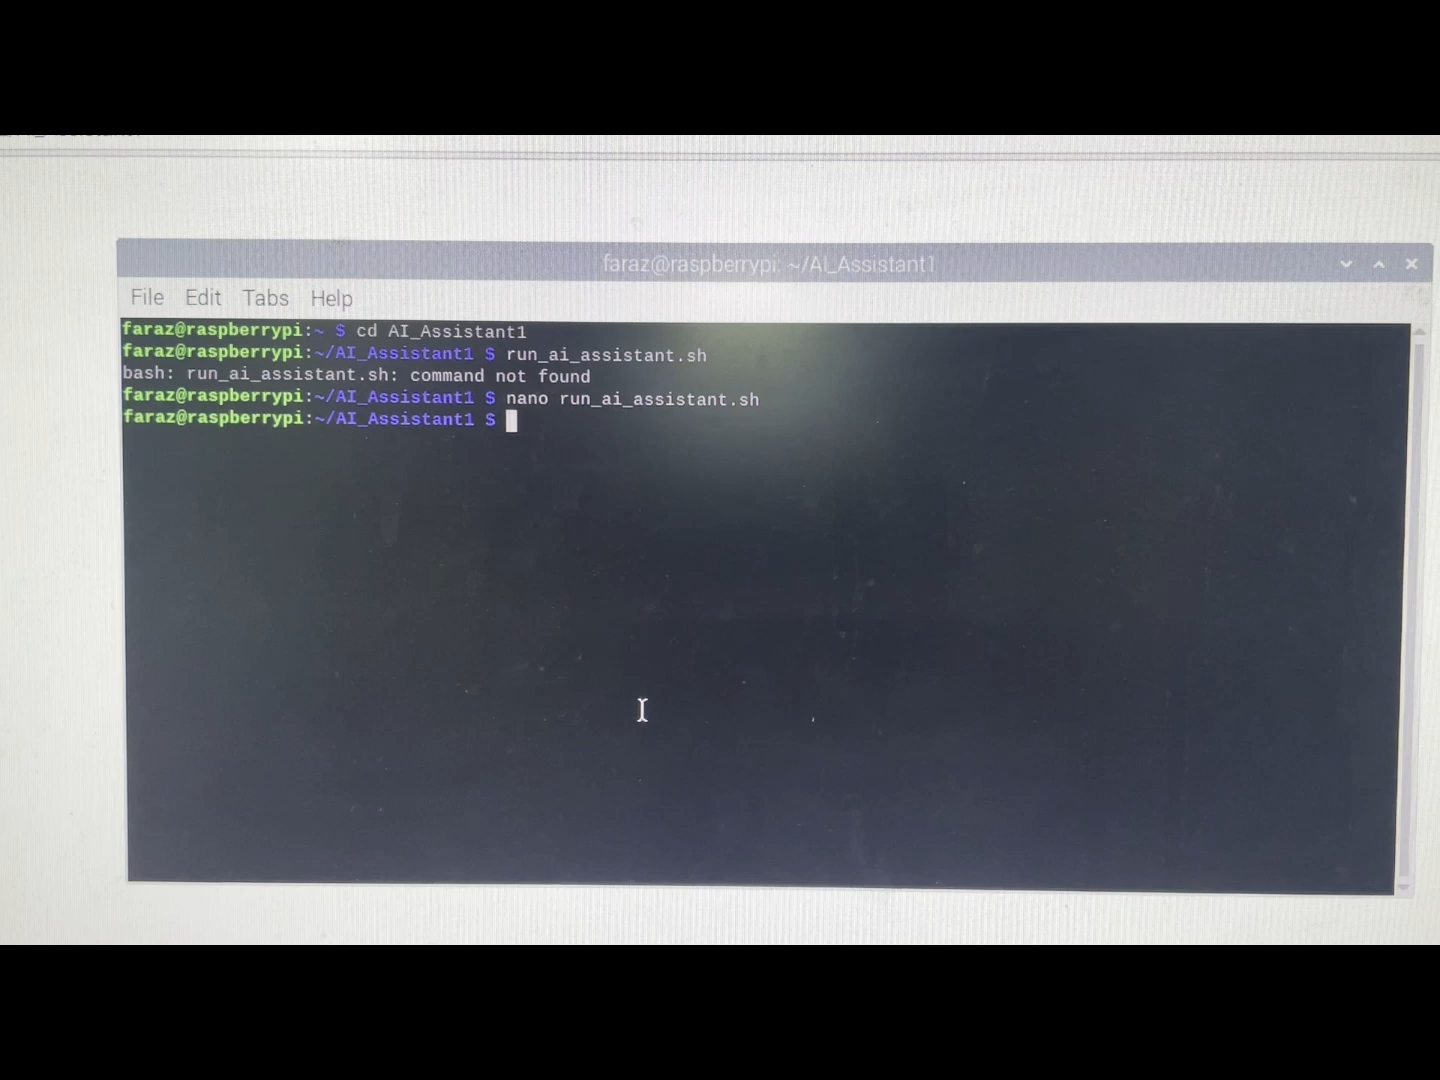 faraz@raspberrypi: ~/AI_Assistant1
File Edit Tabs Help
faraz@raspberrypi:~ $ cd AI_Assistant1
faraz@raspberrypi:~/AI_Assistant1 $ run_ai_assistant.sh
bash: run_ai_assistant.sh: command not found
faraz@raspberrypi:~/AI_Assistant1 $ nano run_ai_assistant.sh
faraz@raspberrypi:~/AI_Assistant1 $